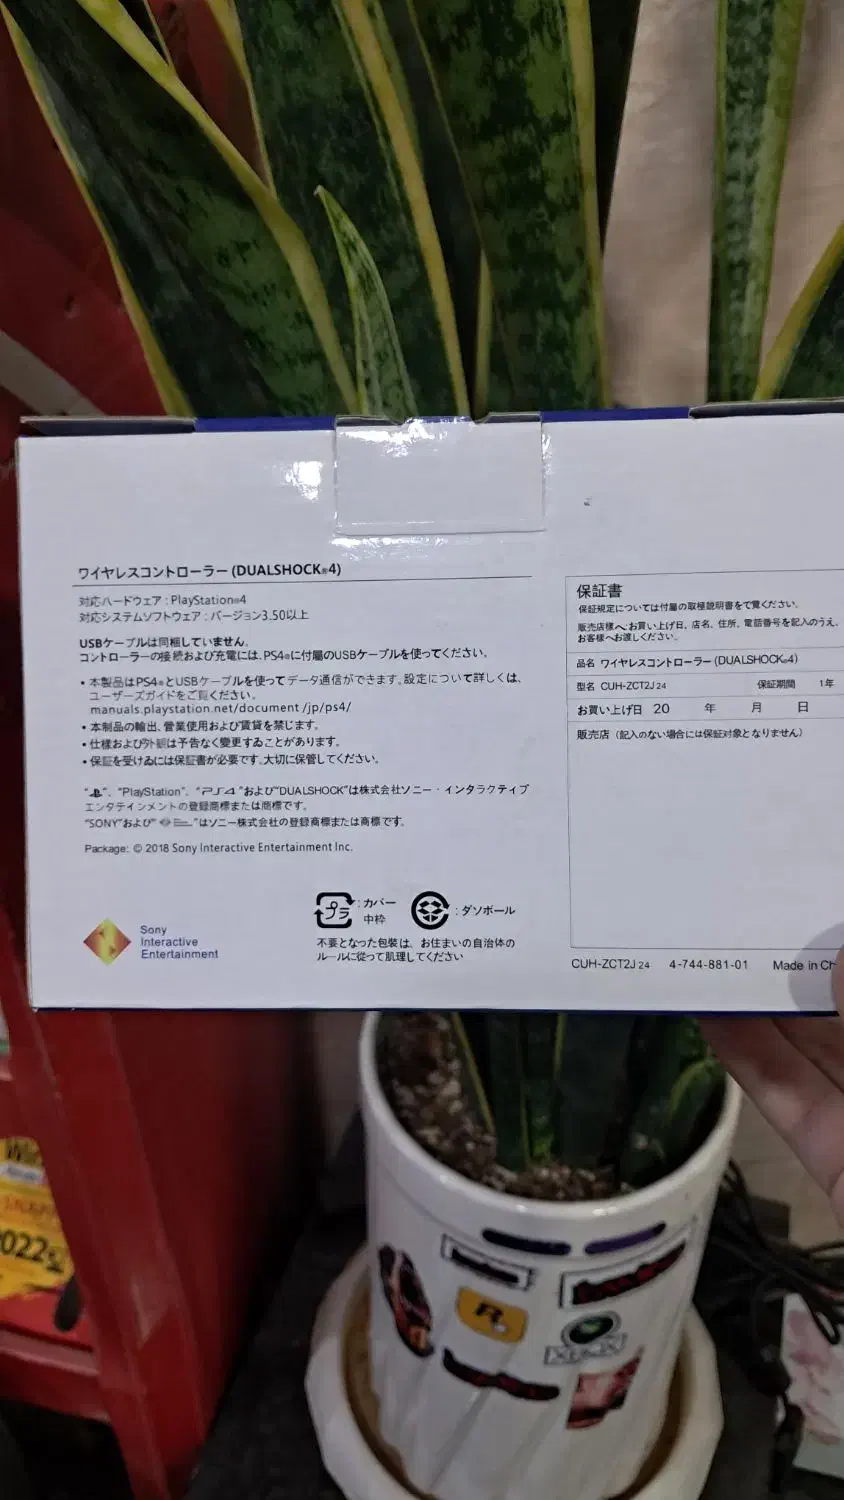 ワイヤレスコントローラー (DUALSHOCK®4)
対応ハードウェア : PlayStation®4
対応システムソフトウェア : バージョン3.50以上
USBケーブルは同梱していません。
コントローラーの接続および充電には、PS4®に付属のUSBケーブルを使ってください。
・本製品はPS4®とUSBケーブルを使ってデータ通信ができます。設定について詳しくは、
ユーザーズガイドをご覧ください。
manuals.playstation.net/document /jp/ps4/
・本制品の輸出、営業使用および賃貸を禁じます。
・仕様および外観は予告なく変更すゐことがあります。
・保証を受けゐには保証書が必要です。大切に保管してください。
"PlayStation"、"PS4"および"DUALSHOCK"は株式会社ソニー・インタラクティブ
エンタテインメントの登録商標または商標です。
"SONY"および" "はソニー株式会社の登録商標または商標です。
Package: © 2018 Sony Interactive Entertainment Inc.
Sony
Interactive
Entertainment
プラ : カバー
中枠
: ダソボール
不要となった包装は、お住まいの自治体の
ルールに従って肌理してください
保証書
保証規定については付属の取極説明書をで覧ください。
販売店様へ:お買い上げ日、店名、住所、電話番号を記入のうえ、
お客様へお渡しください。
品名 ワイヤレスコントローラー (DUALSHOCK®4)
型名 CUH-ZCT2J 24 保証期間 1年
お買い上げ日 20 年 月 日
販売店 (記入のない場合には保証対象となりません)
CUH-ZCT2J 24 4-744-881-01 Made in Ch
022
R
XBOX